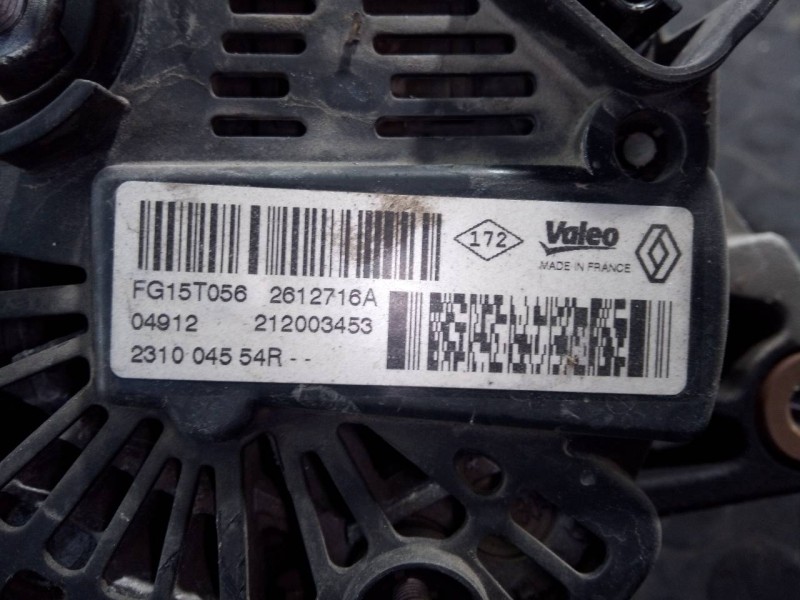 172
Valeo
MADE IN FRANCE
FG15T056 2612716A
04912 212003453
2310 045 54R - -